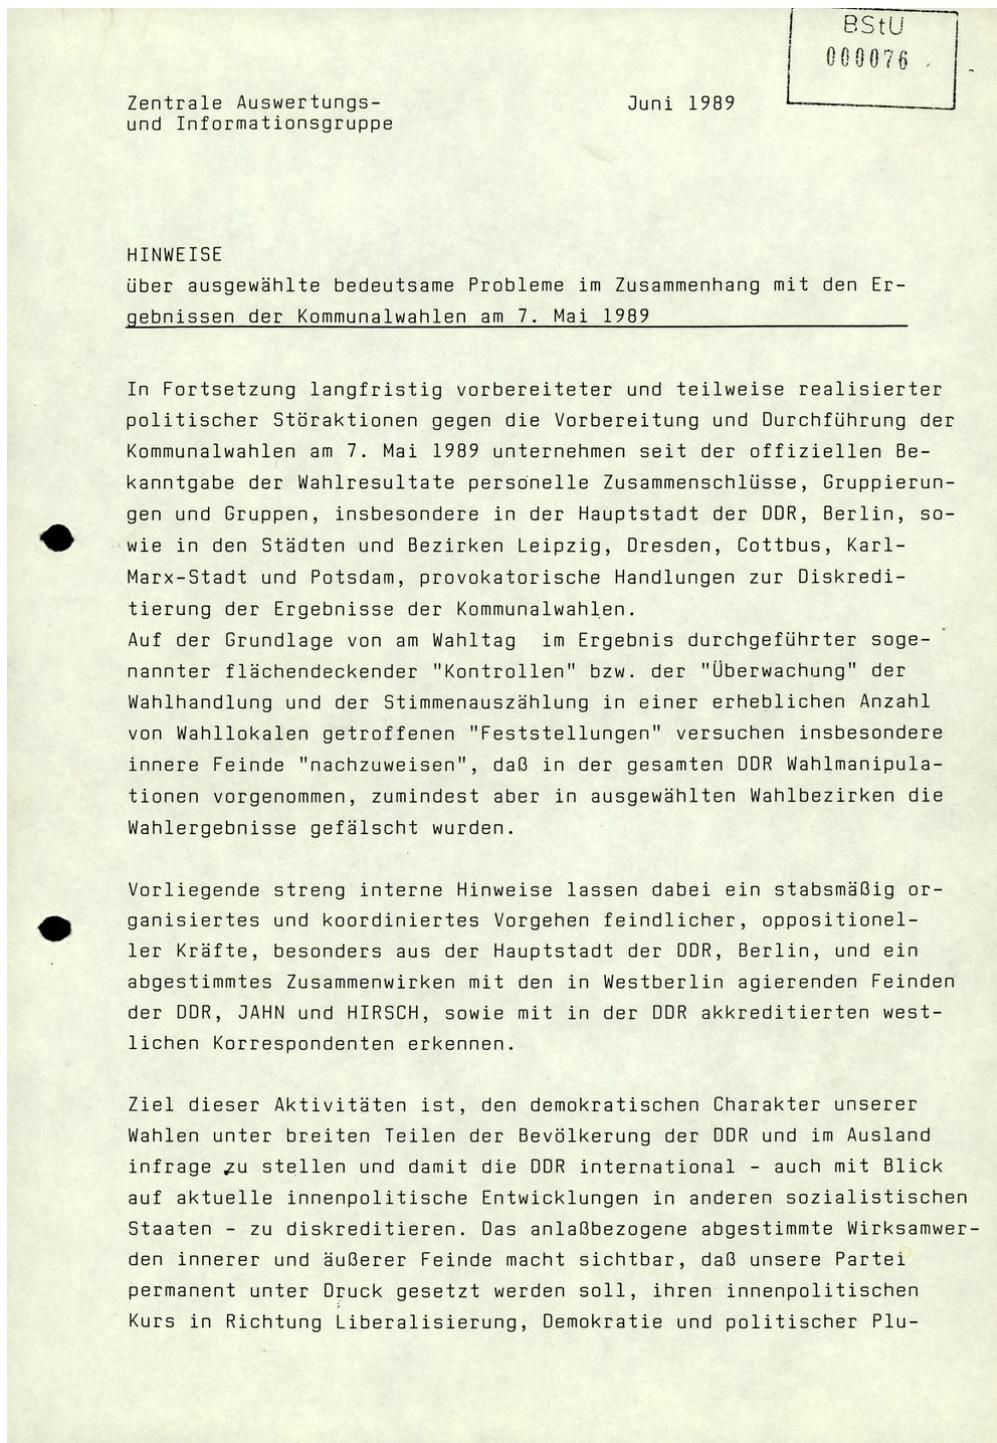 BStU
000076
Zentrale Auswertungs-
und Informationsgruppe
Juni 1989
HINWEISE
über ausgewählte bedeutsame Probleme im Zusammenhang mit den Er-
gebnissen der Kommunalwahlen am 7. Mai 1989
In Fortsetzung langfristig vorbereiteter und teilweise realisierter
politischer Störaktionen gegen die Vorbereitung und Durchführung der
Kommunalwahlen am 7. Mai 1989 unternehmen seit der offiziellen Be-
kanntgabe der Wahlresultate personelle Zusammenschlüsse, Gruppierun-
gen und Gruppen, insbesondere in der Hauptstadt der DDR, Berlin, so-
wie in den Städten und Bezirken Leipzig, Dresden, Cottbus, Karl-
Marx-Stadt und Potsdam, provokatorische Handlungen zur Diskredi-
tierung der Ergebnisse der Kommunalwahlen.
Auf der Grundlage von am Wahltag im Ergebnis durchgeführter soge-
nannter flächendeckender "Kontrollen" bzw. der "Überwachung" der
Wahlhandlung und der Stimmenauszählung in einer erheblichen Anzahl
von Wahllokalen getroffenen "Feststellungen" versuchen insbesondere
innere Feinde "nachzuweisen", daß in der gesamten DDR Wahlmanipula-
tionen vorgenommen, zumindest aber in ausgewählten Wahlbezirken die
Wahlergebnisse gefälscht wurden.
Vorliegende streng interne Hinweise lassen dabei ein stabsmäßig or-
ganisiertes und koordiniertes Vorgehen feindlicher, oppositionel-
ler Kräfte, besonders aus der Hauptstadt der DDR, Berlin, und ein
abgestimmtes Zusammenwirken mit den in Westberlin agierenden Feinden
der DDR, JAHN und HIRSCH, sowie mit in der DDR akkreditierten west-
lichen Korrespondenten erkennen.
Ziel dieser Aktivitäten ist, den demokratischen Charakter unserer
Wahlen unter breiten Teilen der Bevölkerung der DDR und im Ausland
infrage zu stellen und damit die DDR international - auch mit Blick
auf aktuelle innenpolitische Entwicklungen in anderen sozialistischen
Staaten - zu diskreditieren. Das anlaßbezogene abgestimmte Wirksamwer-
den innerer und äußerer Feinde macht sichtbar, daß unsere Partei
permanent unter Druck gesetzt werden soll, ihren innenpolitischen
Kurs in Richtung Liberalisierung, Demokratie und politischer Plu-